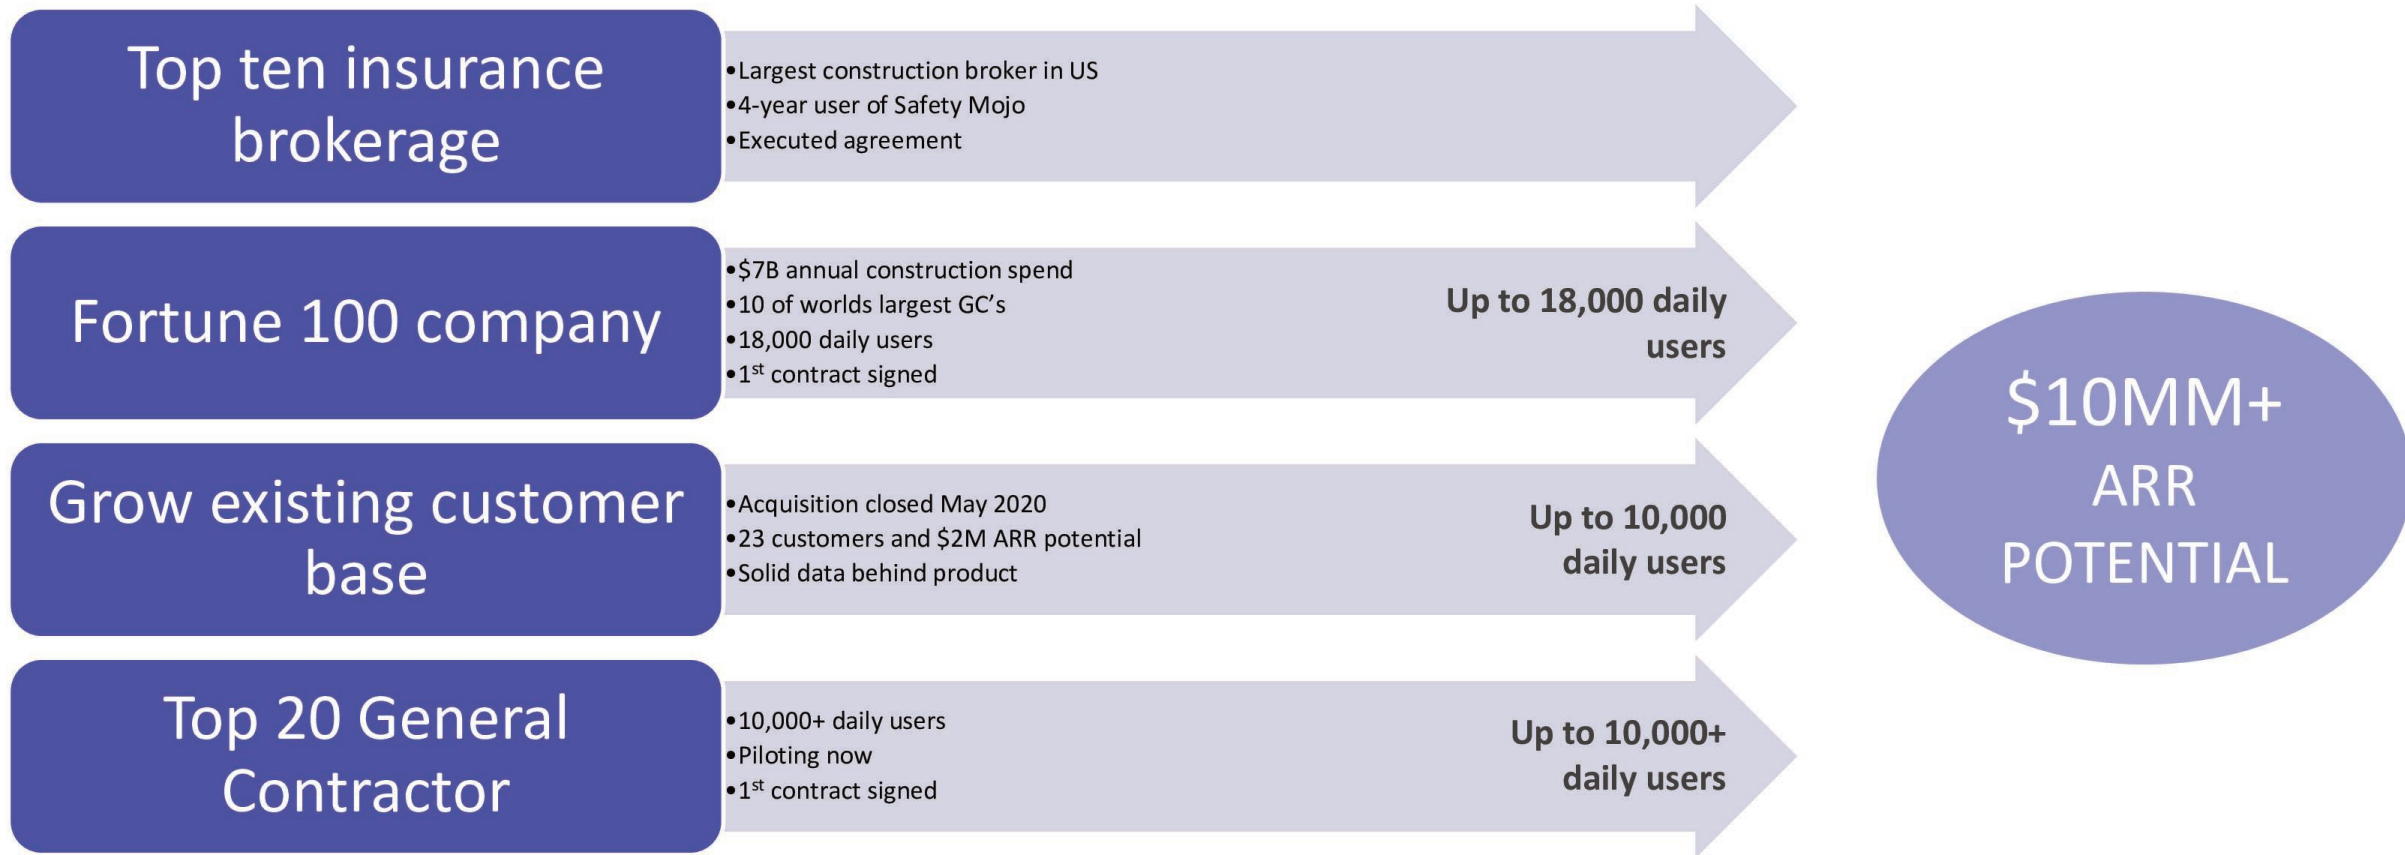 Top ten insurance
brokerage
•Largest construction broker in US
•4-year user of Safety Mojo
•Executed agreement
Fortune 100 company
•$7B annual construction spend
•10 of worlds largest GC’s
•18,000 daily users
•1st contract signed
Up to 18,000 daily
users
Grow existing customer
base
•Acquisition closed May 2020
•23 customers and $2M ARR potential
•Solid data behind product
Up to 10,000
daily users
Top 20 General
Contractor
•10,000+ daily users
•Piloting now
•1st contract signed
Up to 10,000+
daily users
$10MM+
ARR
POTENTIAL